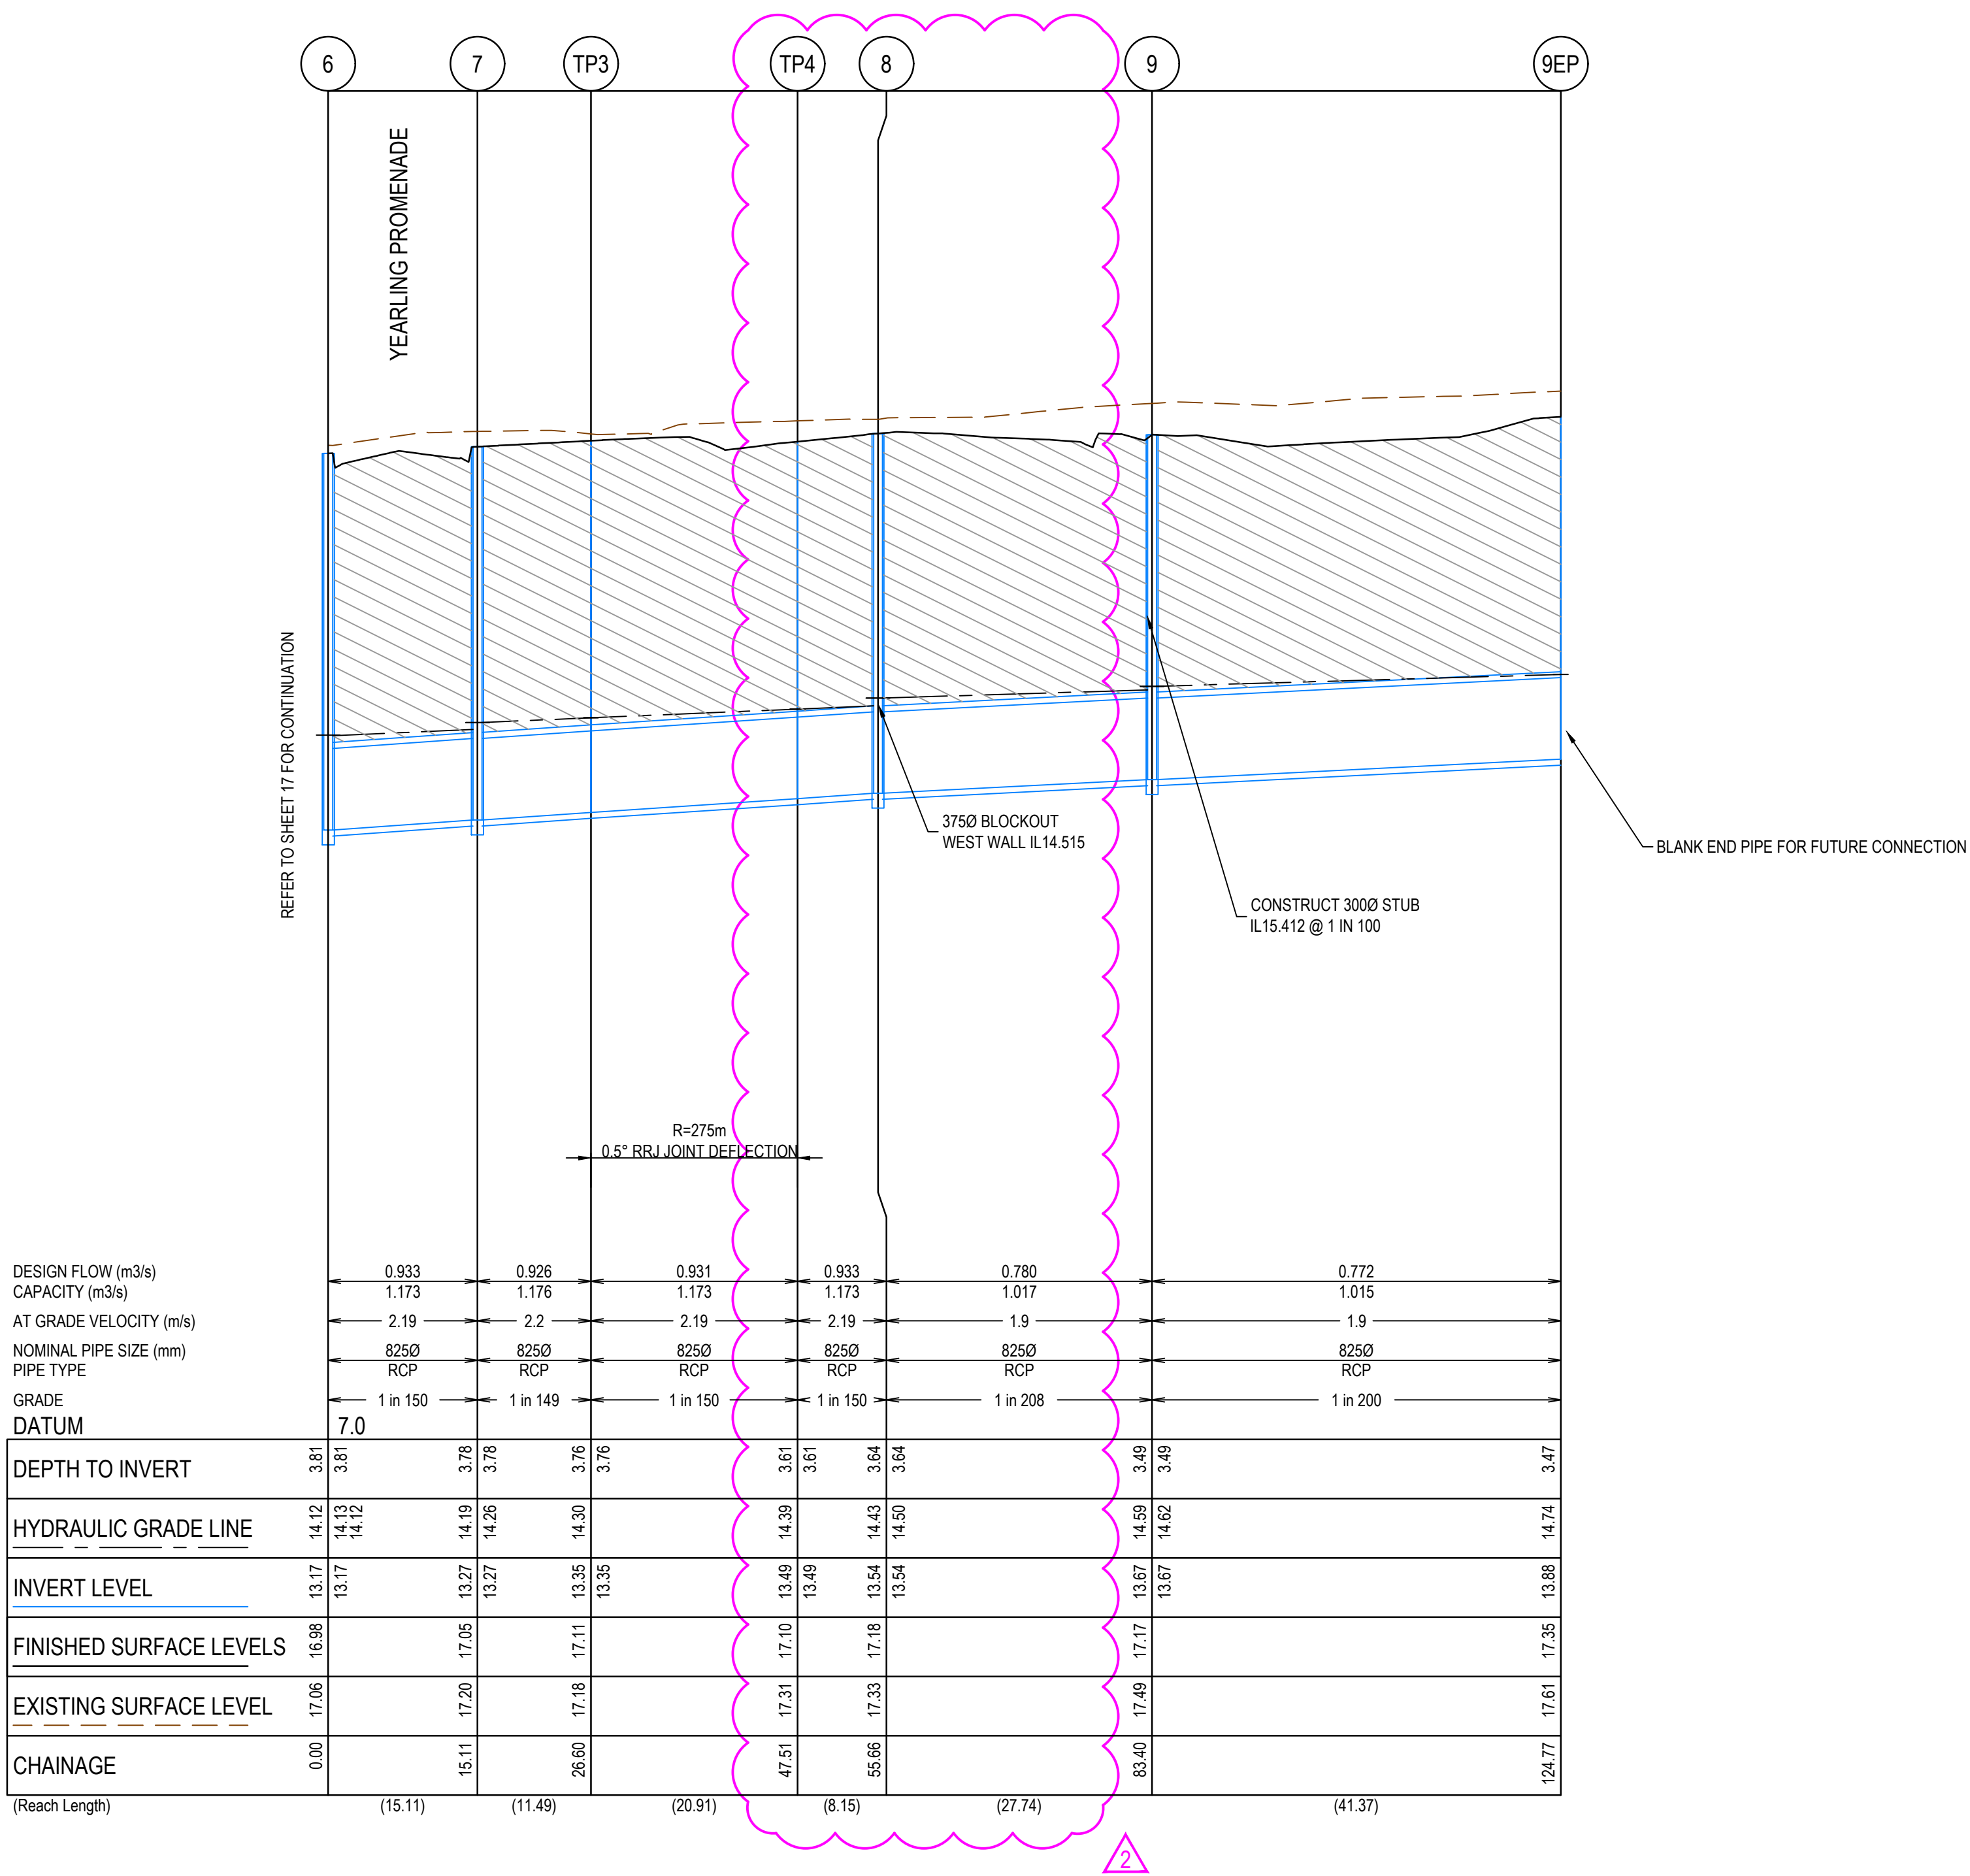 6 7 TP3 TP4 8 9 9EP
YEARLING PROMENADE
REFER TO SHEET 17 FOR CONTINUATION
375Ø BLOCKOUT
WEST WALL IL14.515
BLANK END PIPE FOR FUTURE CONNECTION
CONSTRUCT 300Ø STUB
IL15.412 @ 1 IN 100
R=275m
0.5° RRJ JOINT DEFLECTION
DESIGN FLOW (m3/s) 0.933 0.926 0.931 0.933 0.780 0.772
CAPACITY (m3/s) 1.173 1.176 1.173 1.173 1.017 1.015
AT GRADE VELOCITY (m/s) 2.19 2.2 2.19 2.19 1.9 1.9
NOMINAL PIPE SIZE (mm) 825Ø 825Ø 825Ø 825Ø 825Ø 825Ø
PIPE TYPE RCP RCP RCP RCP RCP RCP
GRADE 1 in 150 1 in 149 1 in 150 1 in 150 1 in 208 1 in 200
DATUM 7.0
DEPTH TO INVERT 3.81 3.81 3.78 3.78 3.76 3.76 3.61 3.61 3.64 3.64 3.49 3.49 3.47
HYDRAULIC GRADE LINE 14.12 14.13 14.12 14.19 14.26 14.30 14.39 14.43 14.50 14.59 14.62 14.74
INVERT LEVEL 13.17 13.17 13.27 13.27 13.35 13.35 13.49 13.49 13.54 13.54 13.67 13.67 13.88
FINISHED SURFACE LEVELS 16.98 17.05 17.11 17.10 17.18 17.17 17.35
EXISTING SURFACE LEVEL 17.06 17.20 17.18 17.31 17.33 17.49 17.61
CHAINAGE 0.00 15.11 26.60 47.51 55.66 83.40 124.77
(Reach Length) (15.11) (11.49) (20.91) (8.15) (27.74) (41.37)
2